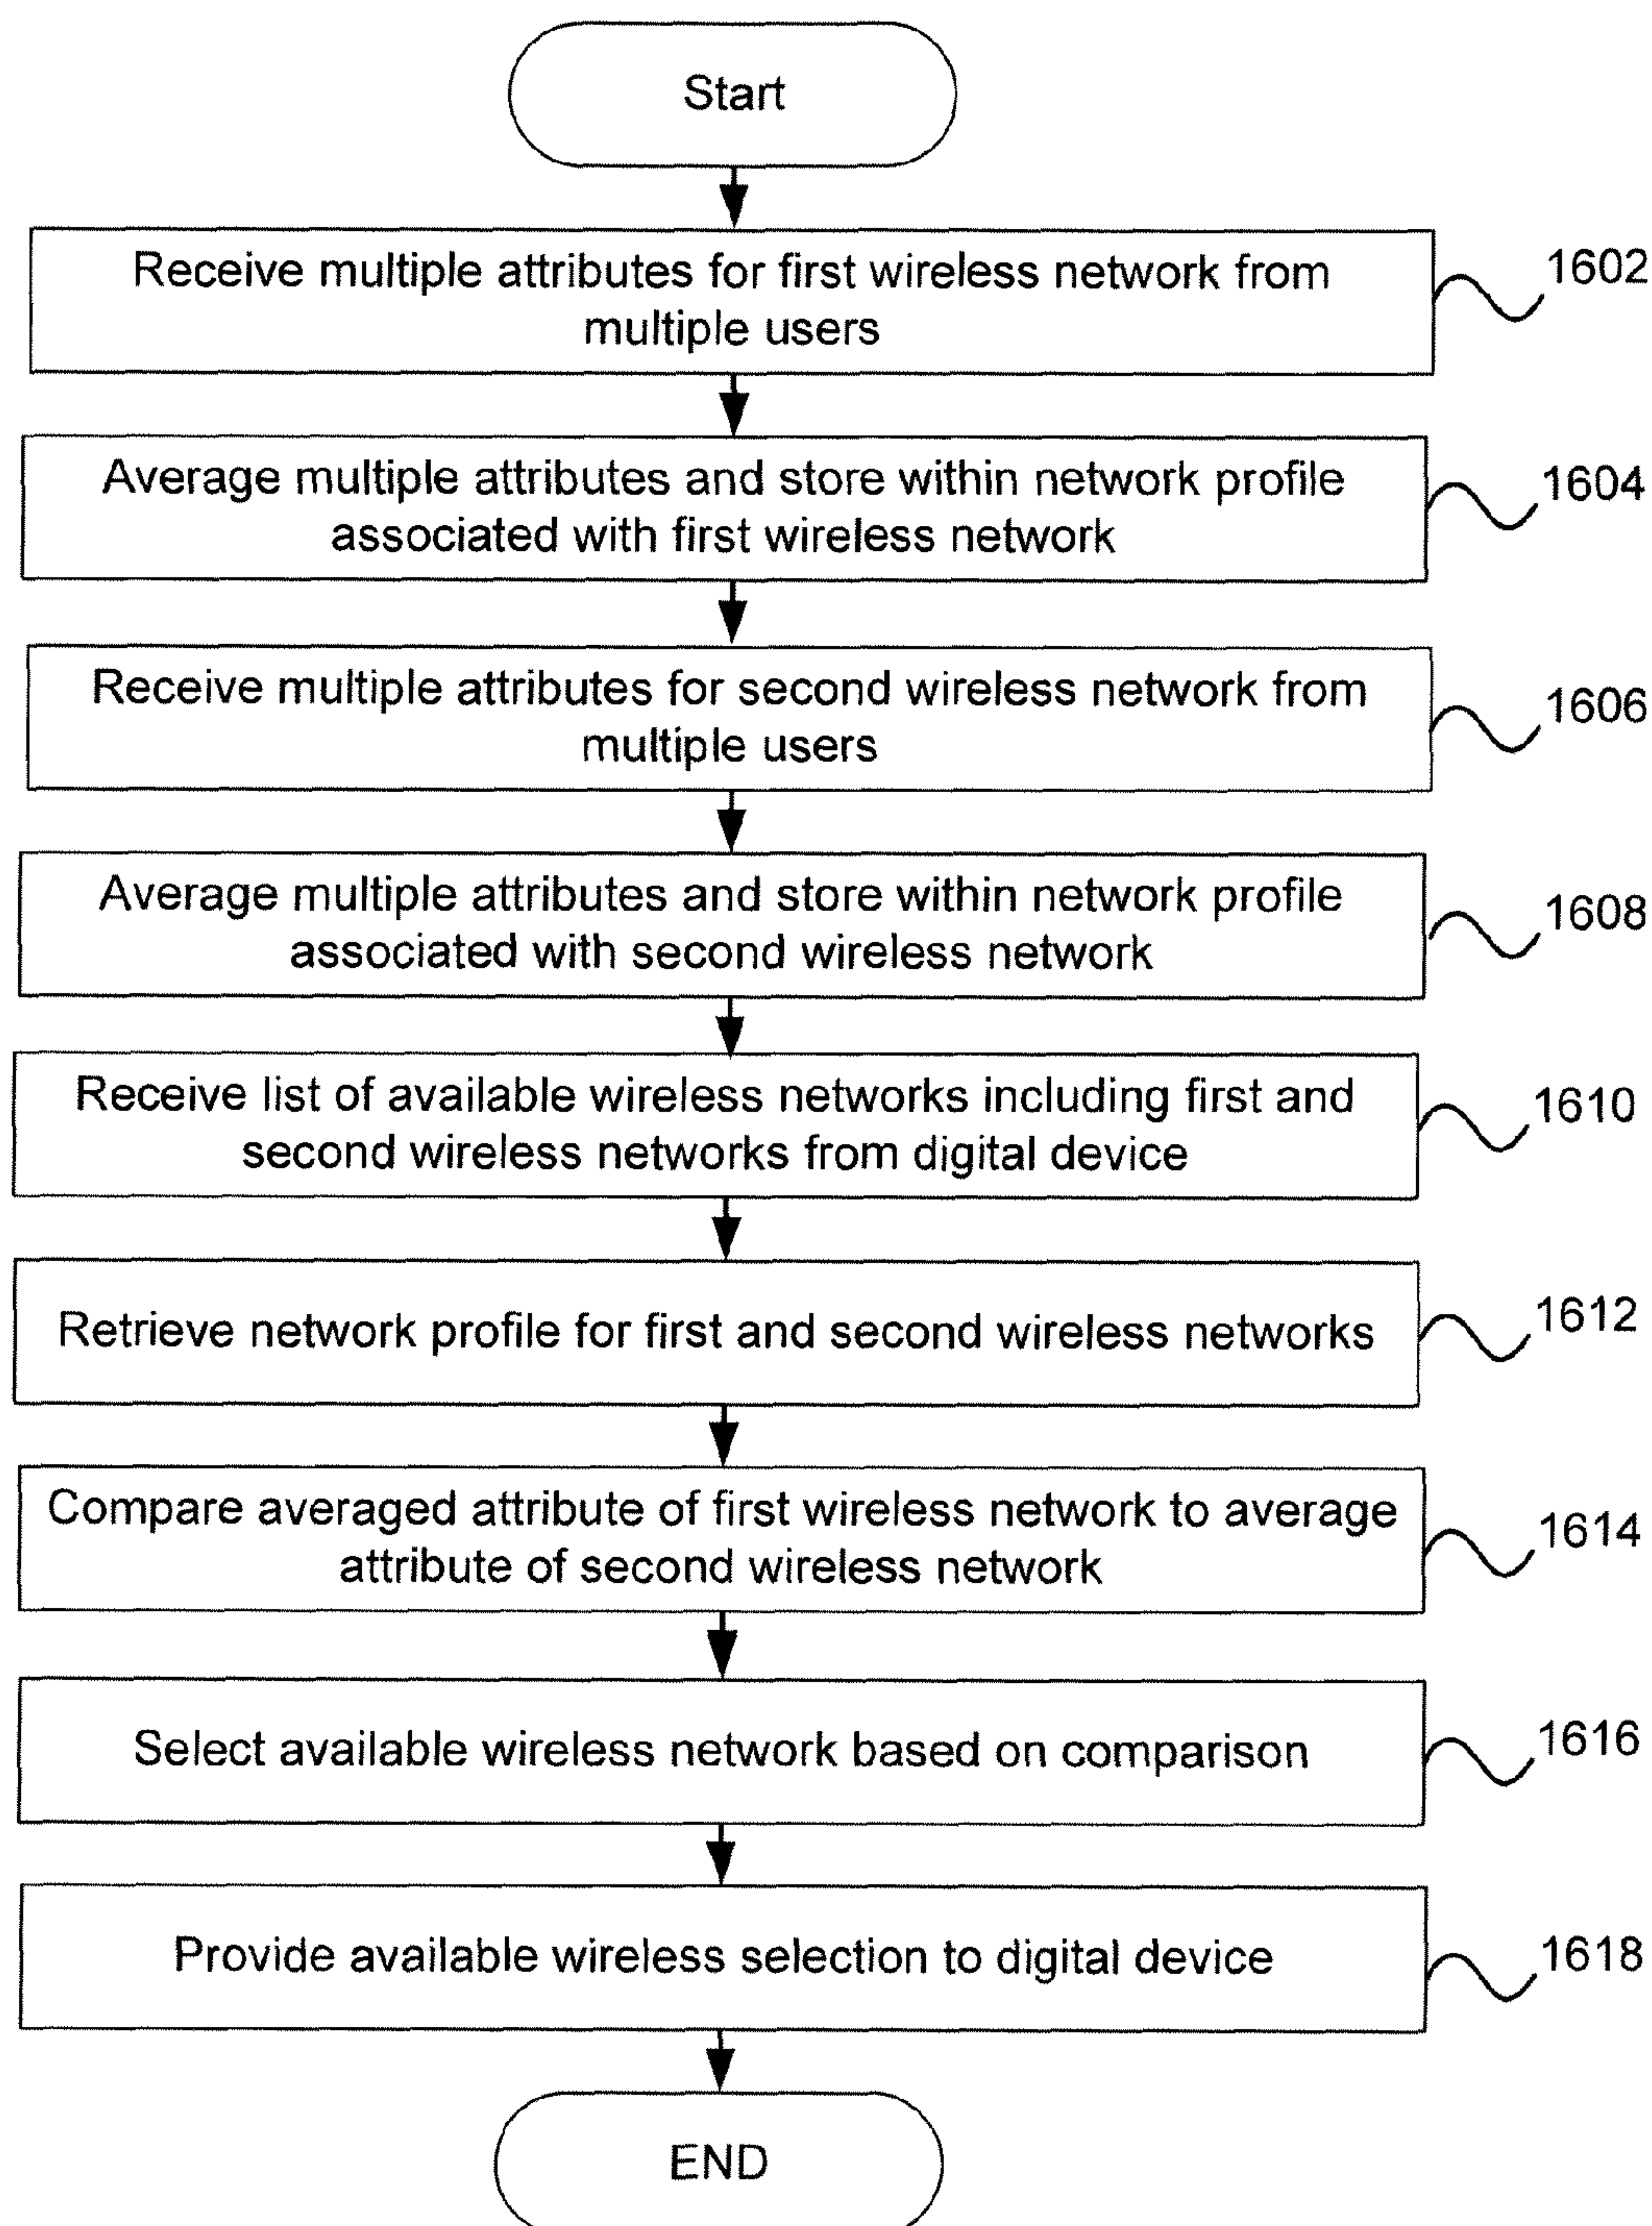 Start
Receive multiple attributes for first wireless network from
multiple users
1602
Average multiple attributes and store within network profile
associated with first wireless network
1604
Receive multiple attributes for second wireless network from
multiple users
1606
Average multiple attributes and store within network profile
associated with second wireless network
1608
Receive list of available wireless networks including first and
second wireless networks from digital device
1610
Retrieve network profile for first and second wireless networks
1612
Compare averaged attribute of first wireless network to average
attribute of second wireless network
1614
Select available wireless network based on comparison
1616
Provide available wireless selection to digital device
1618
END